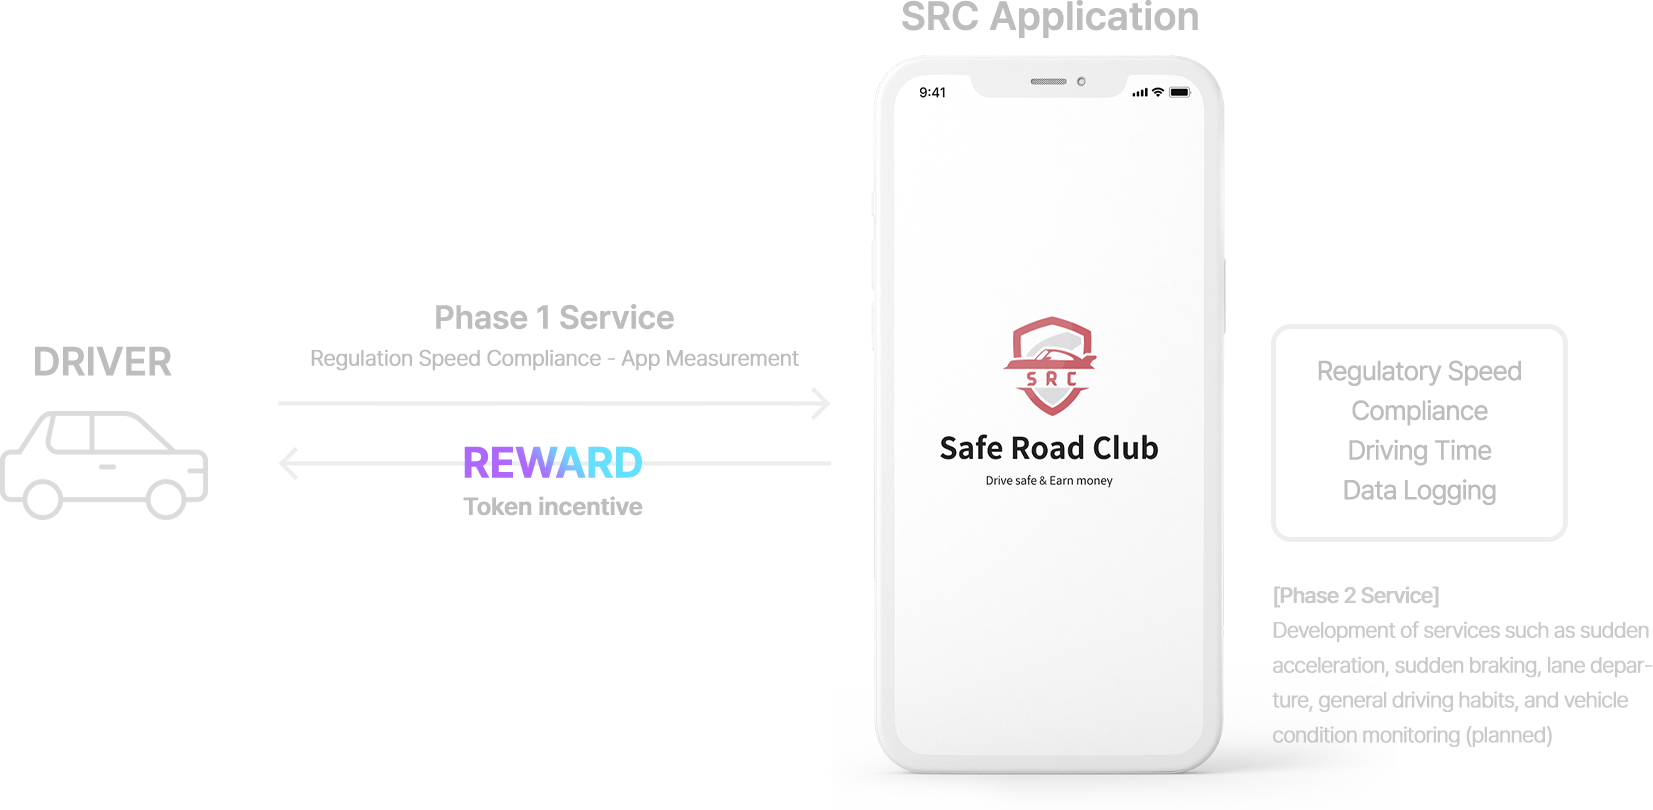 SRC Application
9:41
Phase 1 Service
Regulation Speed Compliance - App Measurement
DRIVER
REWARD
Token incentive
SRC
Safe Road Club
Drive safe & Earn money
Regulatory Speed
Compliance
Driving Time
Data Logging
[Phase 2 Service]
Development of services such as sudden
acceleration, sudden braking, lane depar-
ture, general driving habits, and vehicle
condition monitoring (planned)